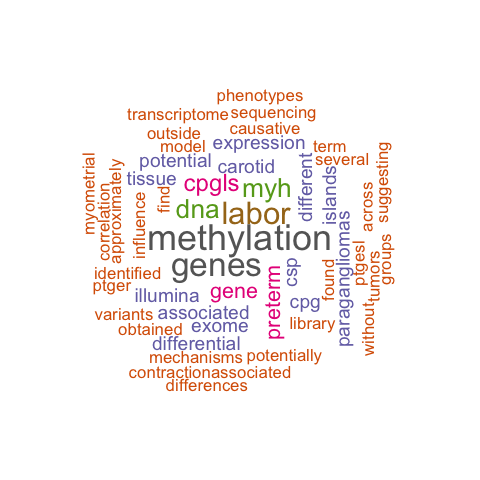 phenotypes
transcriptome sequencing
outside causative
model expression term
potential carotid several
tissue cpgls myh different islands suggesting
myometrial correlation approximately influence find dna labor across
methylation
genes
paragangliomas ptgesl groups
identified
ptger
illumina gene preterm csp cpg found tumors without
variants associated
obtained exome library
differential
mechanisms potentially
contractionassociated
differences